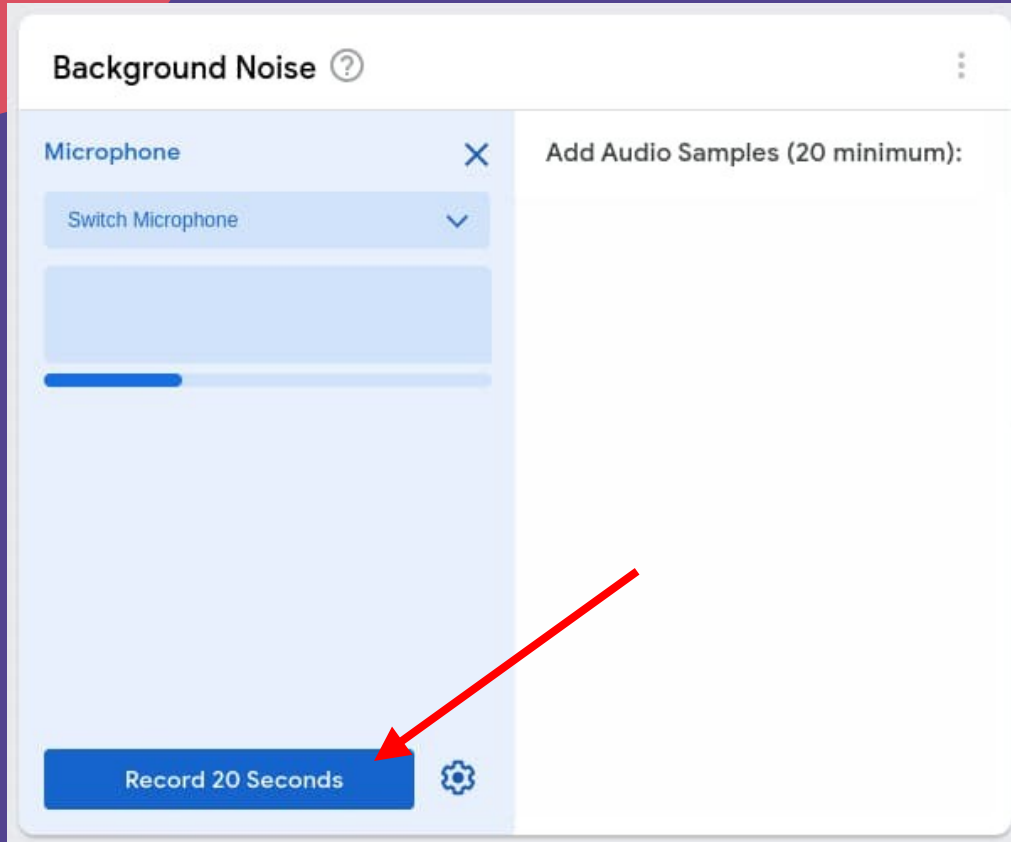 Background Noise ?
Microphone
Add Audio Samples (20 minimum):
Switch Microphone
Record 20 Seconds